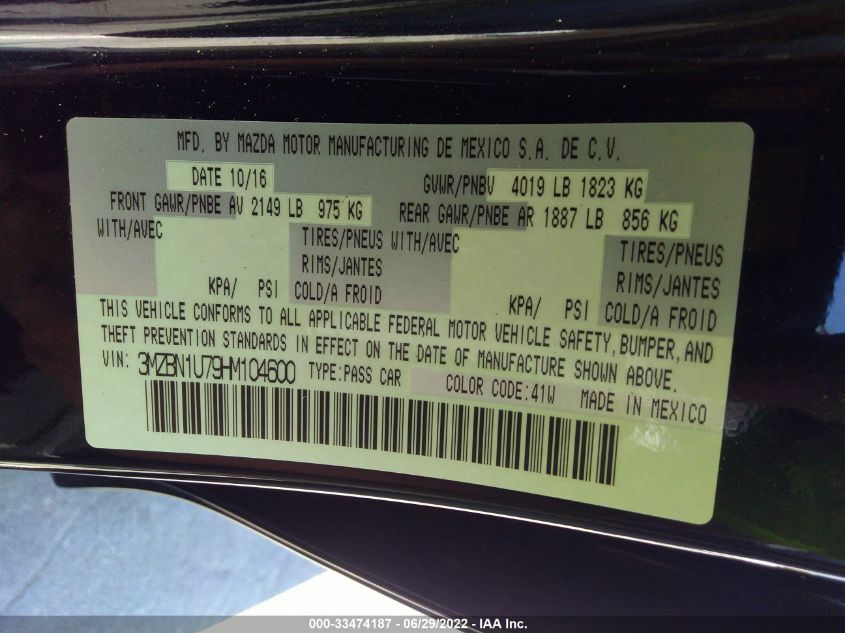 MFD. BY MAZDA MOTOR MANUFACTURING DE MEXICO S.A. DE C.V.
DATE 10/16 GVWR/PNBV 4019 LB 1823 KG
FRONT GAWR/PNBE AV 2149 LB 975 KG REAR GAWR/PNBE AR 1887 LB 856 KG
WITH/AVEC TIRES/PNEUS WITH/AVEC TIRES/PNEUS
RIMS/JANTES RIMS/JANTES
KPA/ PSI COLD/A FROID KPA/ PSI COLD/A FROID
THIS VEHICLE CONFORMS TO ALL APPLICABLE FEDERAL MOTOR VEHICLE SAFETY, BUMPER, AND
THEFT PREVENTION STANDARDS IN EFFECT ON THE DATE OF MANUFACTURE SHOWN ABOVE.
VIN: 3MZBN1U79HM104600 TYPE:PASS CAR COLOR CODE:41W MADE IN MEXICO
000-33474187 - 06/29/2022 - IAA Inc.